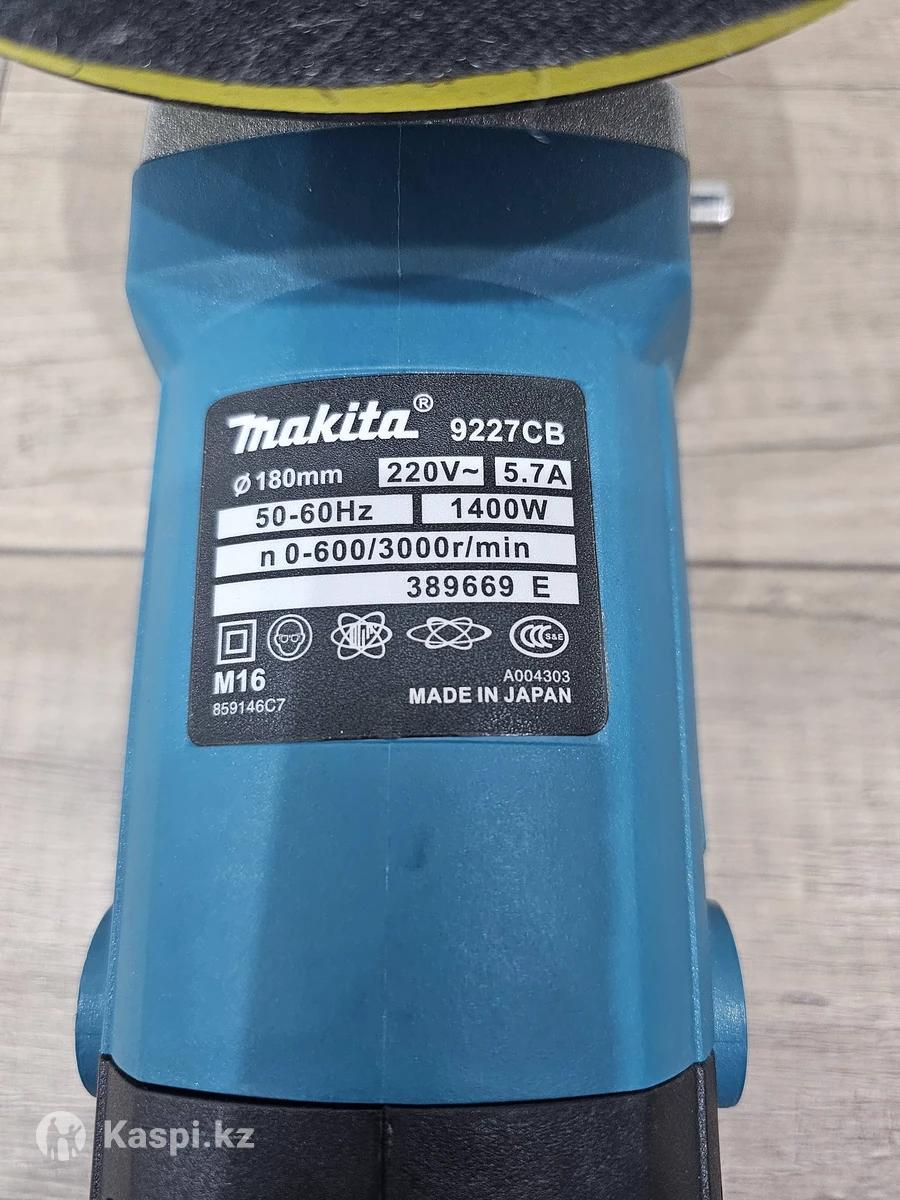 makita® 9227CB
ø180mm 220V~ 5.7A
50-60Hz 1400W
n 0-600/3000r/min
389669 E
CCC S&E
M16 A004303
859146C7 MADE IN JAPAN
Kaspi.kz